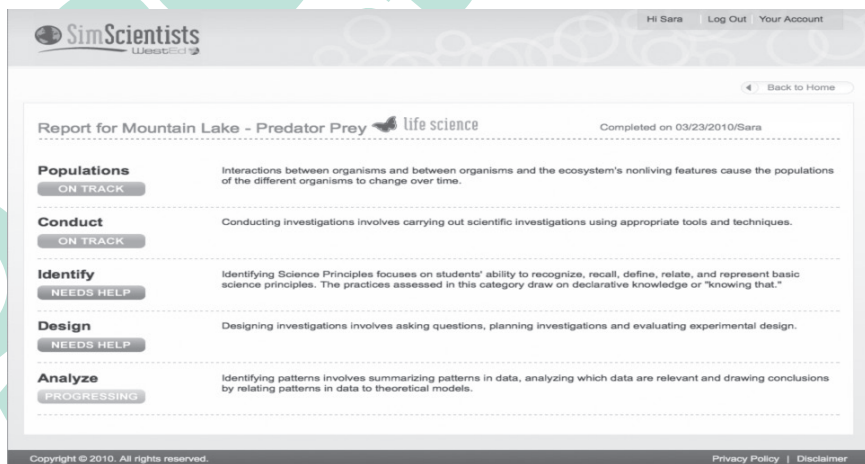 Hi Sara | Log Out | Your Account
SimScientists
WestEd
Back to Home
Report for Mountain Lake - Predator Prey life science
Completed on 03/23/2010/Sara
Populations
ON TRACK
Interactions between organisms and between organisms and the ecosystem's nonliving features cause the populations
of the different organisms to change over time.
Conduct
ON TRACK
Conducting investigations involves carrying out scientific investigations using appropriate tools and techniques.
Identify
NEEDS HELP
Identifying Science Principles focuses on students' ability to recognize, recall, define, relate, and represent basic
science principles. The practices assessed in this category draw on declarative knowledge or "knowing that."
Design
NEEDS HELP
Designing investigations involves asking questions, planning investigations and evaluating experimental design.
Analyze
PROGRESSING
Identifying patterns involves summarizing patterns in data, analyzing which data are relevant and drawing conclusions
by relating patterns in data to theoretical models.
Copyright © 2010. All rights reserved.
Privacy Policy | Disclaimer